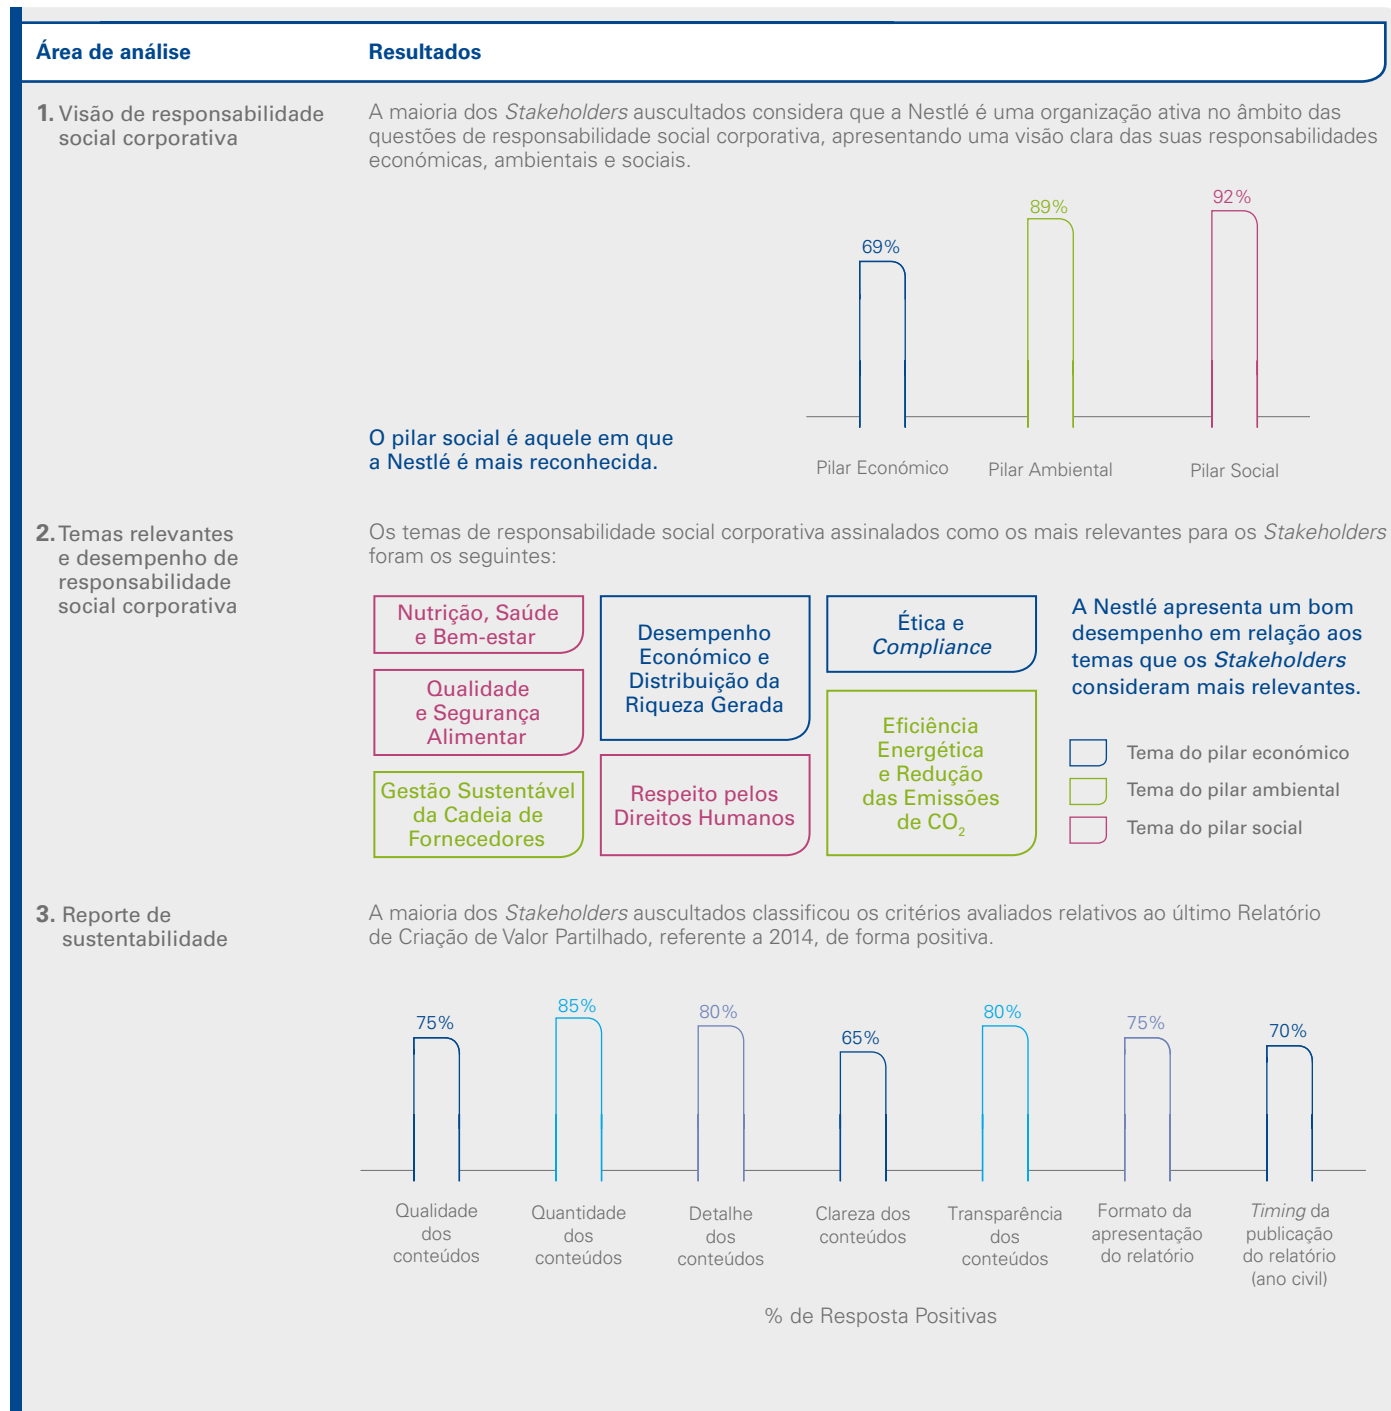 Área de análise
Resultados
1. Visão de responsabilidade
social corporativa
A maioria dos Stakeholders auscultados considera que a Nestlé é uma organização ativa no âmbito das
questões de responsabilidade social corporativa, apresentando uma visão clara das suas responsabilidades
económicas, ambientais e sociais.
69%
89%
92%
Pilar Económico
Pilar Ambiental
Pilar Social
O pilar social é aquele em que
a Nestlé é mais reconhecida.
2. Temas relevantes
e desempenho de
responsabilidade
social corporativa
Os temas de responsabilidade social corporativa assinalados como os mais relevantes para os Stakeholders
foram os seguintes:
Nutrição, Saúde
e Bem-estar
Qualidade
e Segurança
Alimentar
Gestão Sustentável
da Cadeia de
Fornecedores
Desempenho
Económico e
Distribuição da
Riqueza Gerada
Respeito pelos
Direitos Humanos
Ética e
Compliance
Eficiência
Energética
e Redução
das Emissões
de CO₂
A Nestlé apresenta um bom
desempenho em relação aos
temas que os Stakeholders
consideram mais relevantes.
Tema do pilar económico
Tema do pilar ambiental
Tema do pilar social
3. Reporte de
sustentabilidade
A maioria dos Stakeholders auscultados classificou os critérios avaliados relativos ao último Relatório
de Criação de Valor Partilhado, referente a 2014, de forma positiva.
75%
85%
80%
65%
80%
75%
70%
Qualidade
dos
conteúdos
Quantidade
dos
conteúdos
Detalhe
dos
conteúdos
Clareza dos
conteúdos
Transparência
dos
conteúdos
Formato da
apresentação
do relatório
Timing da
publicação
do relatório
(ano civil)
% de Resposta Positivas